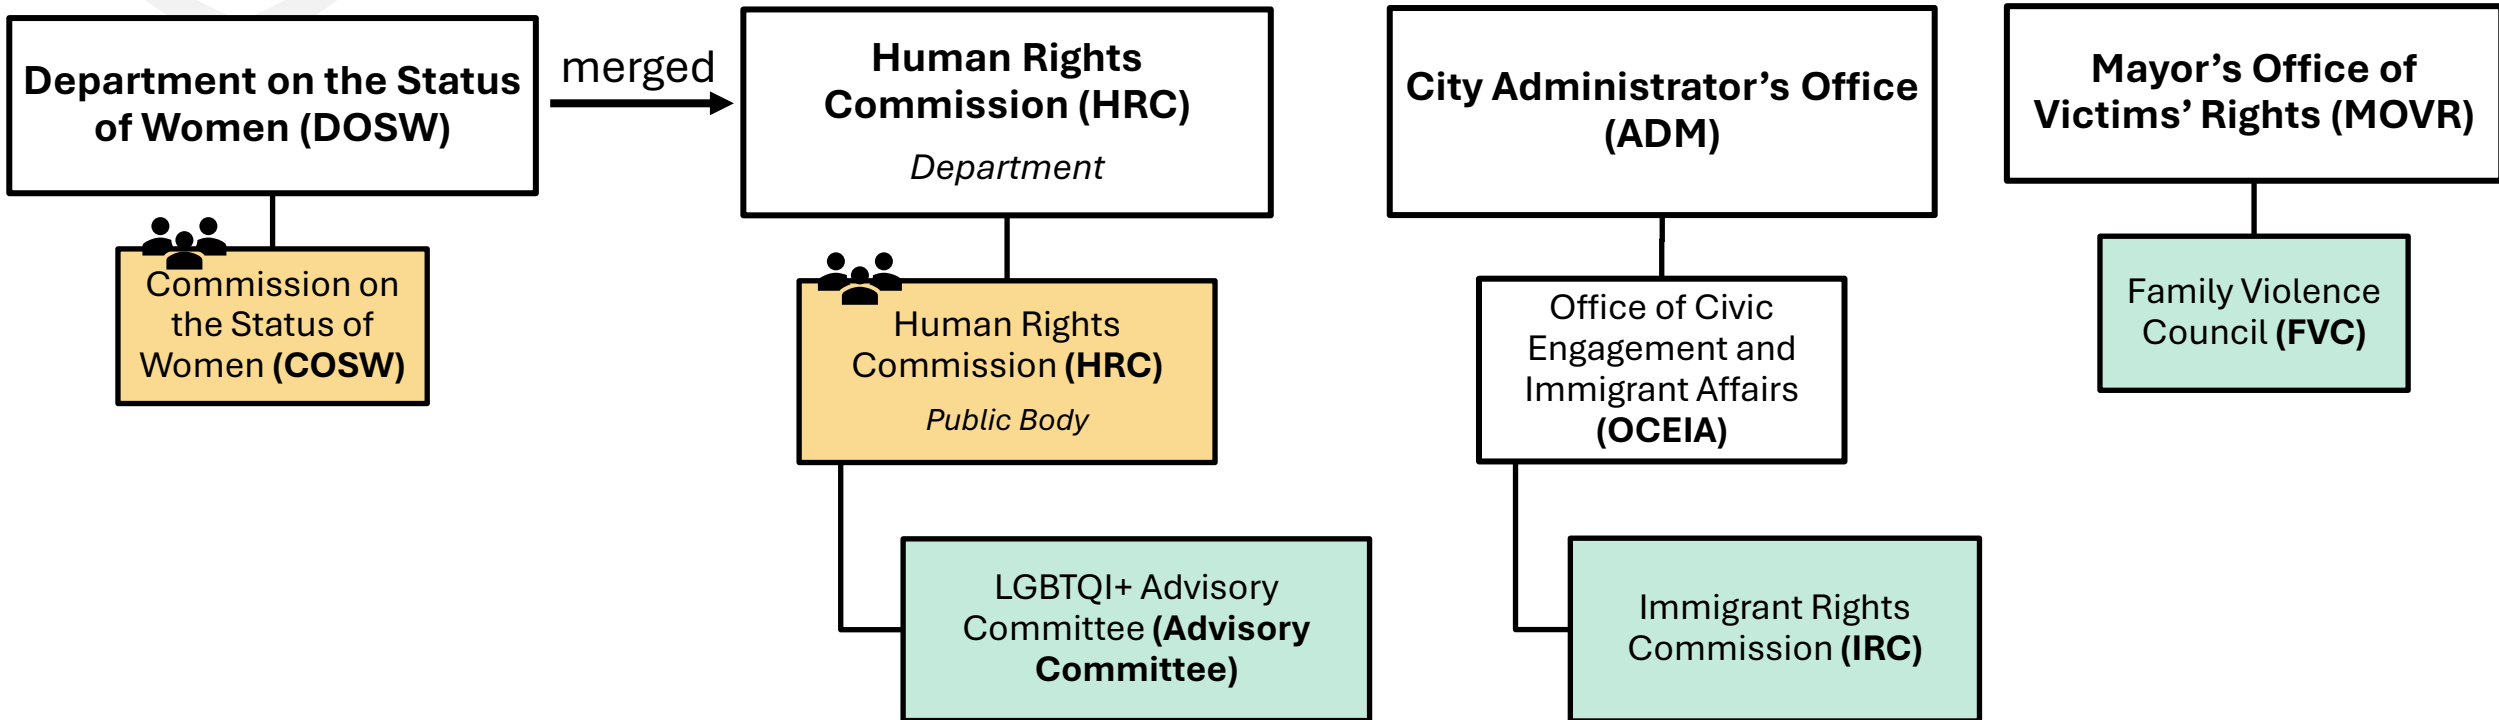 Department on the Status
of Women (DOSW)
merged
Human Rights
Commission (HRC)
Department
City Administrator's Office
(ADM)
Mayor's Office of
Victims' Rights (MOVR)
Commission on
the Status of
Women (COSW)
Human Rights
Commission (HRC)
Public Body
Office of Civic
Engagement and
Immigrant Affairs
(OCEIA)
Family Violence
Council (FVC)
LGBTQI+ Advisory
Committee (Advisory
Committee)
Immigrant Rights
Commission (IRC)